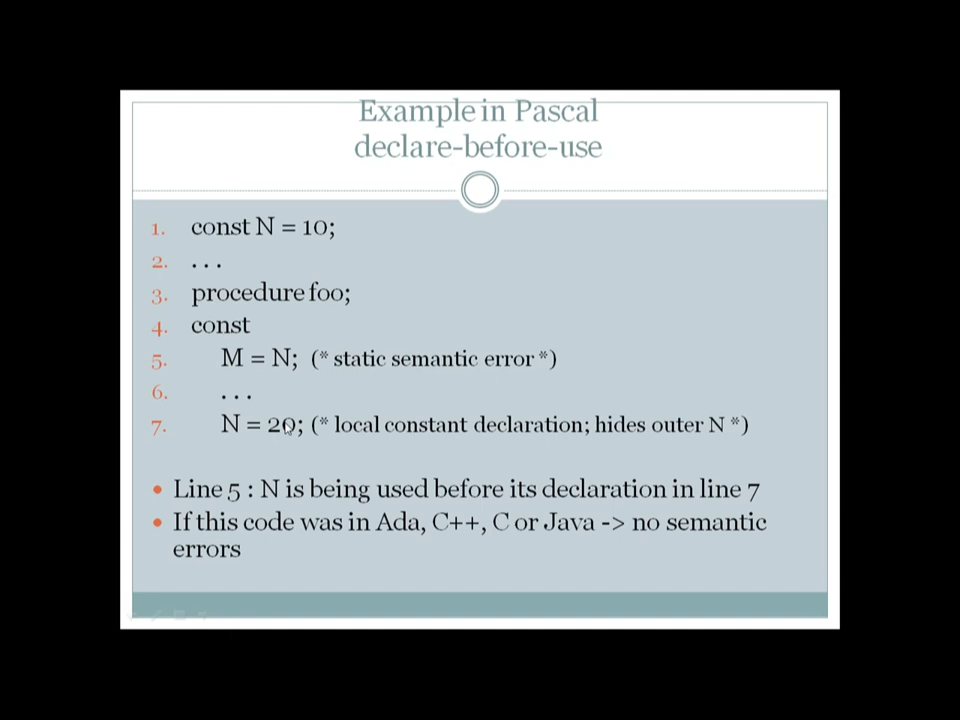 Example in Pascal
declare-before-use
1. const N = 10;
2. . . .
3. procedure foo;
4. const
5. M = N; (* static semantic error *)
6. . . .
7. N = 20; (* local constant declaration; hides outer N *)
• Line 5 : N is being used before its declaration in line 7
• If this code was in Ada, C++, C or Java -> no semantic
errors